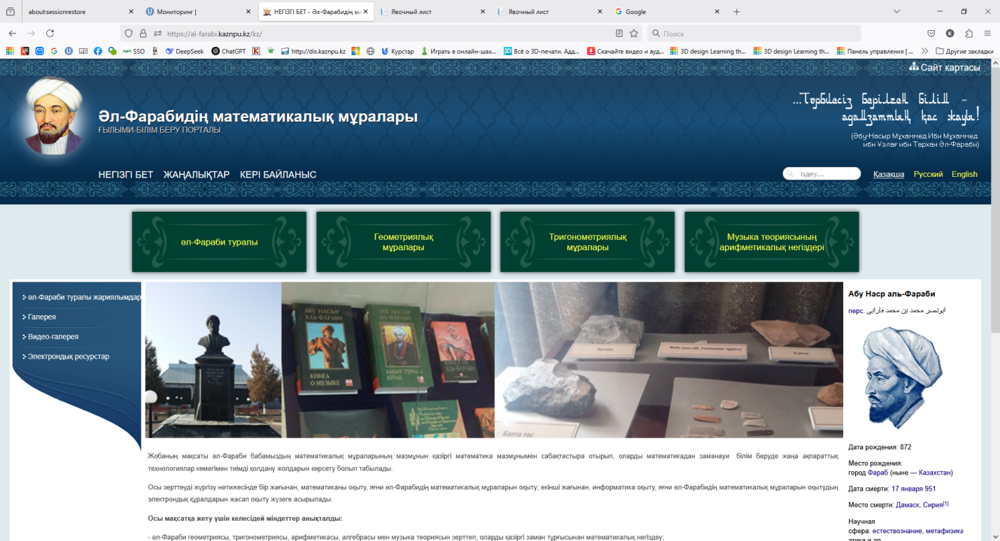 about:sessionrestore
Мониторинг |
НЕГІЗГІ БЕТ - Әл-Фарабидің ма
Явочный лист
Явочный лист
Google
https://al-farabi.kaznpu.kz/kz/
Поиск
SSO
DeepSeek
ChatGPT
http://dis.kaznpu.kz
Курстар
Играть в онлайн-шах...
Всё о 3D-печати. Адд...
Скачайте видео и ауд...
3D design Learning th...
3D design Learning th...
Панель управления | ...
Другие закладки
Сайт картасы
...Тәрбиесіз берілген білім -
адамзаттың қас жауы!
(Әбу-Насыр Мұхаммед Иби Мұхаммед
ибн Ұзлағ ибн Тархан Әл-Фараби)
Әл-Фарабидің математикалық мұралары
ҒЫЛЫМИ-БІЛІМ БЕРУ ПОРТАЛЫ
НЕГІЗГІ БЕТ ЖАҢАЛЫҚТАР КЕРІ БАЙЛАНЫС
Іздеу...
Қазақша Русский English
әл-Фараби туралы
Геометриялық
мұралары
Тригонометриялық
мұралары
Музыка теориясының
арифметикалық негіздері
әл-Фараби туралы жариялымдар
Галерея
Видео-галерея
Электрондық ресурстар
АБУ НАСЫР
АЛЬ-ФАРАБИ
КНИГА
О МУЗЫКЕ
Балта тас
Абу Наср аль-Фараби
перс. ابونصر محمد بن محمد فارابی
Дата рождения: 872
Место рождения:
город Фараб (ныне — Казахстан)
Дата смерти: 17 января 951
Место смерти: Дамаск, Сирия[1]
Научная
сфера: естествознание, метафизика
этика и др.
Жобаның мақсаты әл-Фараби бабамыздың математикалық мұраларының мазмұнын қазіргі математика мазмұнымен сабақтастыра отырып, оларды математикадан заманауи білім беруде жаңа ақпараттық
технологиялар көмегімен тиімді қолдану жолдарын көрсету болып табылады.
Осы зерттеуді жүргізу нәтижесінде бір жағынан, математиканы оқыту, яғни әл-Фарабидің математикалық мұраларын оқыту; екінші жағынан, информатика оқыту, яғни әл-Фарабидің математикалық мұраларын оқытудың
электрондық құралдарын жасап оқыту жүзеге асырылады.
Осы мақсатқа жету үшін келесідей міндеттер анықталды:
- әл-Фараби геометриясы, тригонометриясы, арифметикасы, алгебрасы мен музыка теориясын зерттеп, оларды қазіргі заман тұрғысынан математикалық негіздеу;